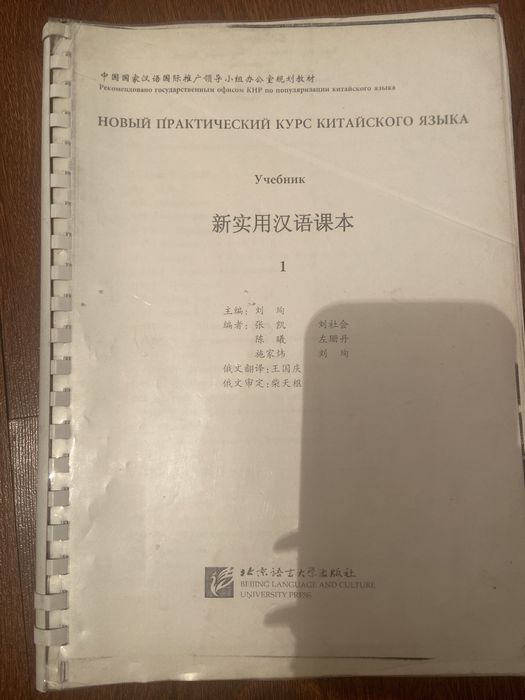 中国国家汉语国际推广领导小组办公室规划教材
Рекомендовано государственным офисом КНР по популяризации китайского языка
НОВЫЙ ПРАКТИЧЕСКИЙ КУРС КИТАЙСКОГО ЯЗЫКА
Учебник
新实用汉语课本
1
主编：刘 珣
编者：张 凯 刘社会
陈 曦 左珊丹
施家炜 刘 珣
俄文翻译：王国庆
俄文审定：柴天枢
北京语言大学出版社
BEIJING LANGUAGE AND CULTURE
UNIVERSITY PRESS